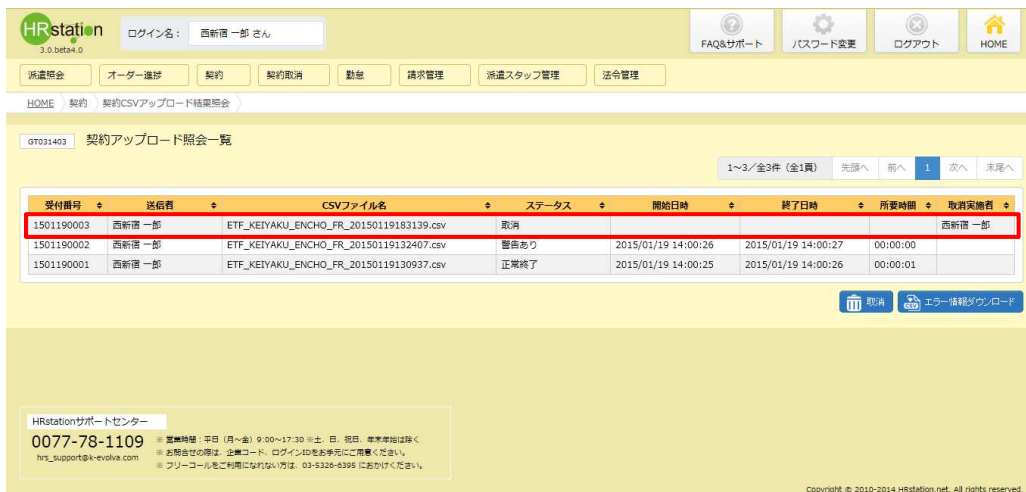 HRstation
3.0.beta4.0
ログイン名： 西新宿 一郎 さん
FAQ&サポート パスワード変更 ログアウト HOME
派遣照会 オーダー進捗 契約 契約取消 勤怠 請求管理 派遣スタッフ管理 法令管理
HOME 契約 契約CSVアップロード結果照会
GT031403 契約アップロード照会一覧
1～3／全3件（全1頁） 先頭へ 前へ 1 次へ 末尾へ
受付番号 送信者 CSVファイル名 ステータス 開始日時 終了日時 所要時間 取消実施者
1501190003 西新宿 一郎 ETF_KEIYAKU_ENCHO_FR_20150119183139.csv 取消 西新宿 一郎
1501190002 西新宿 一郎 ETF_KEIYAKU_ENCHO_FR_20150119132407.csv 警告あり 2015/01/19 14:00:26 2015/01/19 14:00:27 00:00:00
1501190001 西新宿 一郎 ETF_KEIYAKU_ENCHO_FR_20150119130937.csv 正常終了 2015/01/19 14:00:25 2015/01/19 14:00:26 00:00:01
取消 CSV エラー情報ダウンロード
HRstationサポートセンター
0077-78-1109
hrs_support@k-evolva.com
※ 営業時間：平日（月～金）9:00～17:30 ※土、日、祝日、年末年始は除く
※ お問合せの際は、企業コード、ログインIDをお手元にご用意ください。
※ フリーコールをご利用になれない方は、03-5326-6395 におかけください。
Copyright © 2010-2014 HRstation.net. All rights reserved.